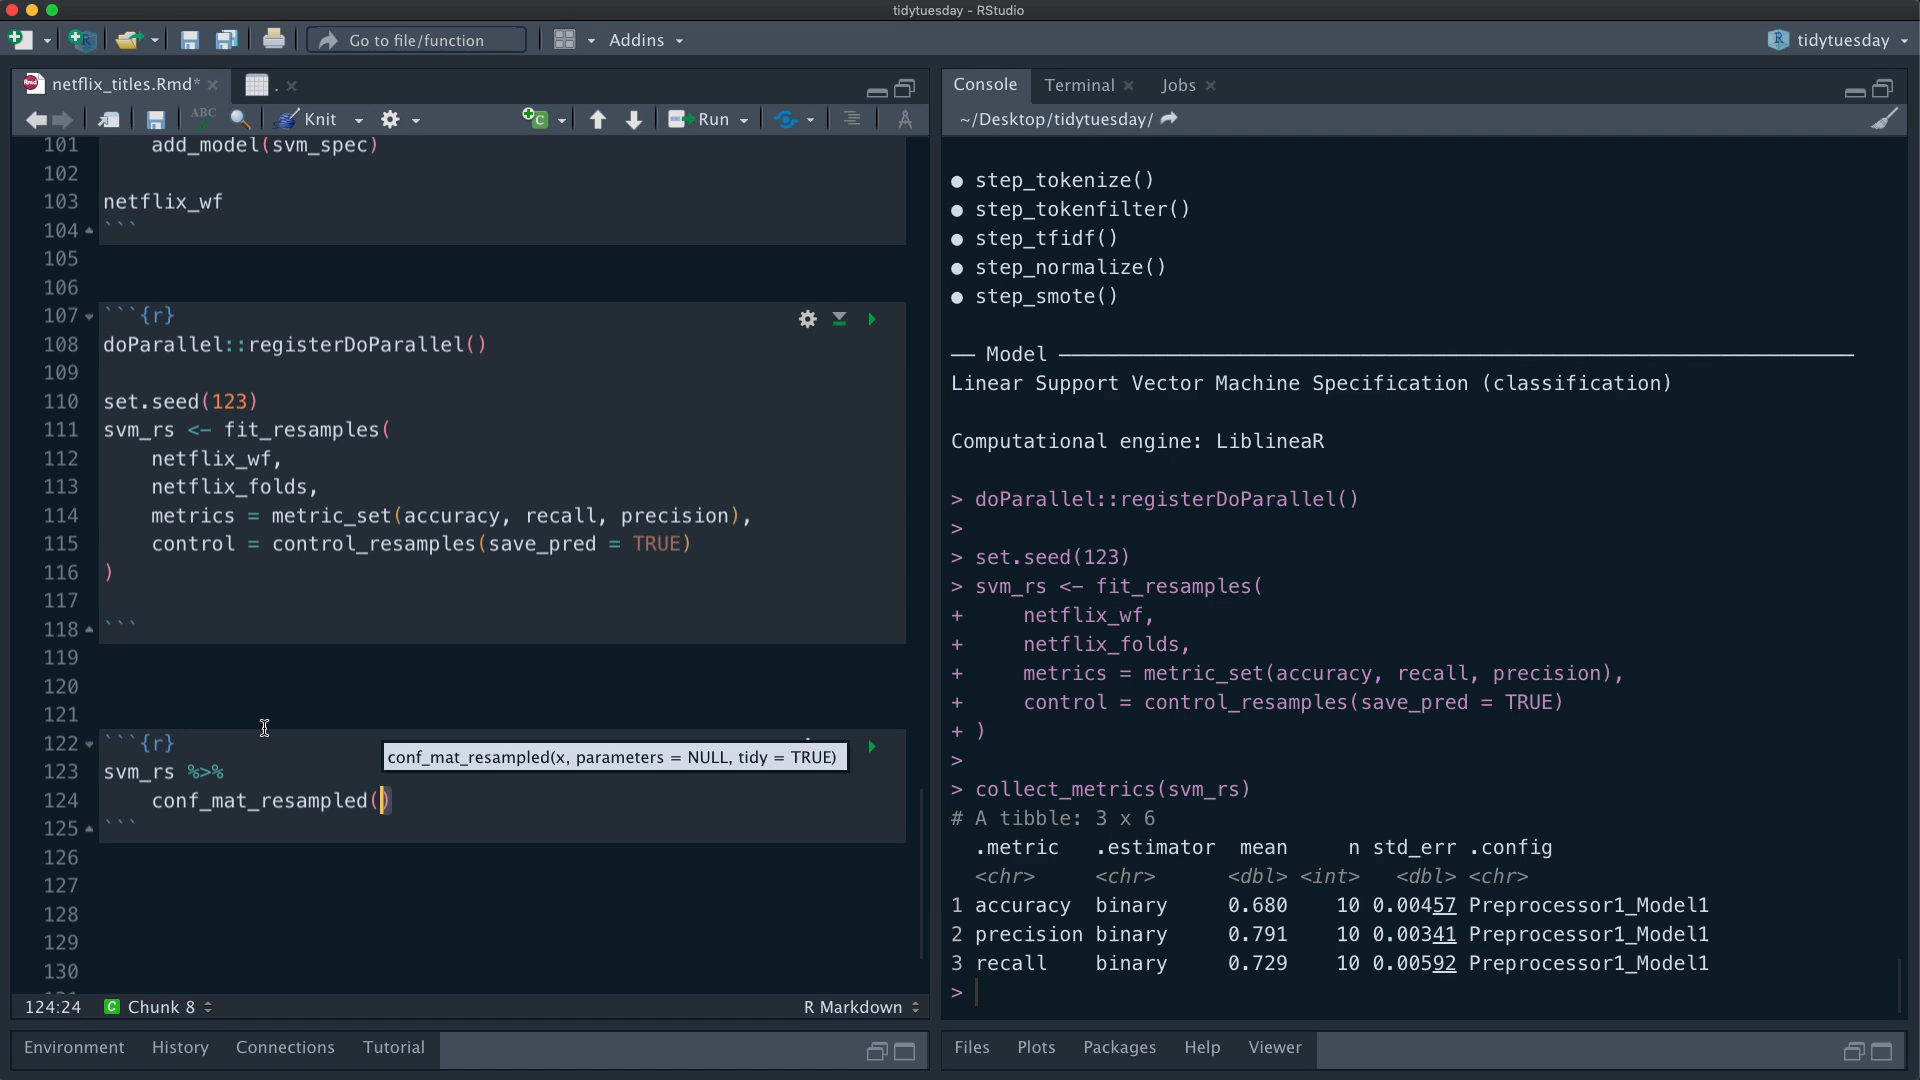 tidytuesday - RStudio
Go to file/function
Addins
tidytuesday
netflix_titles.Rmd*
.
Knit
Run
101 add_model(svm_spec)
102
103 netflix_wf
104 ```
105
106
107 ```{r}
108 doParallel::registerDoParallel()
109
110 set.seed(123)
111 svm_rs <- fit_resamples(
112 netflix_wf,
113 netflix_folds,
114 metrics = metric_set(accuracy, recall, precision),
115 control = control_resamples(save_pred = TRUE)
116 )
117
118 ```
119
120
121
122 ```{r}
conf_mat_resampled(x, parameters = NULL, tidy = TRUE)
123 svm_rs %>%
124 conf_mat_resampled()
125 ```
126
127
128
129
130
124:24 Chunk 8 R Markdown
Environment History Connections Tutorial
Console Terminal Jobs
~/Desktop/tidytuesday/
● step_tokenize()
● step_tokenfilter()
● step_tfidf()
● step_normalize()
● step_smote()
── Model ──
Linear Support Vector Machine Specification (classification)
Computational engine: LiblineaR
> doParallel::registerDoParallel()
>
> set.seed(123)
> svm_rs <- fit_resamples(
+ netflix_wf,
+ netflix_folds,
+ metrics = metric_set(accuracy, recall, precision),
+ control = control_resamples(save_pred = TRUE)
+ )
>
> collect_metrics(svm_rs)
# A tibble: 3 x 6
.metric .estimator mean n std_err .config
<chr> <chr> <dbl> <int> <dbl> <chr>
1 accuracy binary 0.680 10 0.00457 Preprocessor1_Model1
2 precision binary 0.791 10 0.00341 Preprocessor1_Model1
3 recall binary 0.729 10 0.00592 Preprocessor1_Model1
>
Files Plots Packages Help Viewer